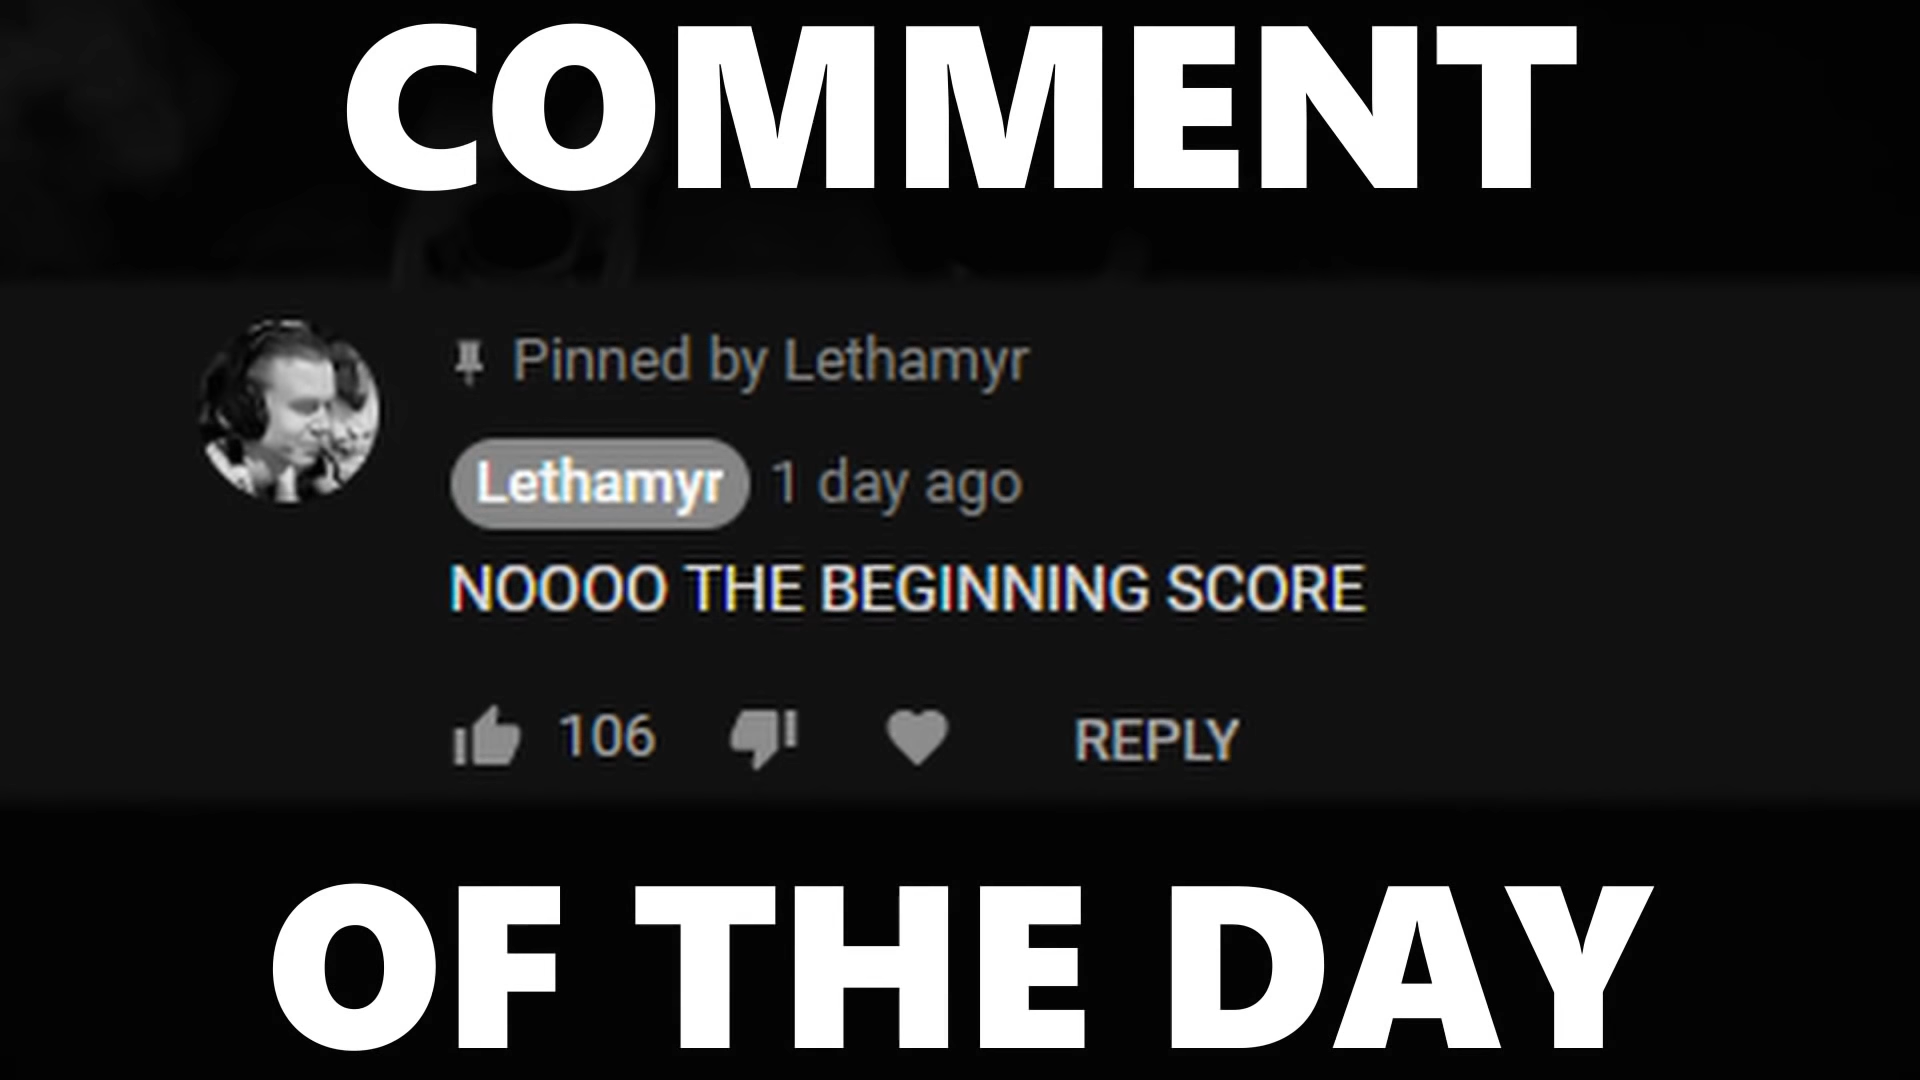 COMMENT
Pinned by Lethamyr
Lethamyr 1 day ago
NOOOO THE BEGINNING SCORE
106 REPLY
OF THE DAY